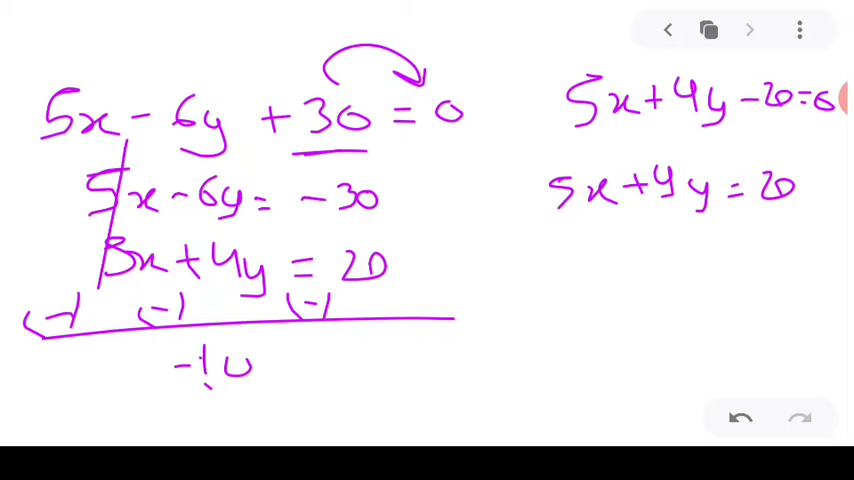 5x - 6y + 30 = 0
5x - 6y = -30
5x + 4y = 20
(-) (-) (-)
-10
5x + 4y - 20 = 0
5x + 4y = 20